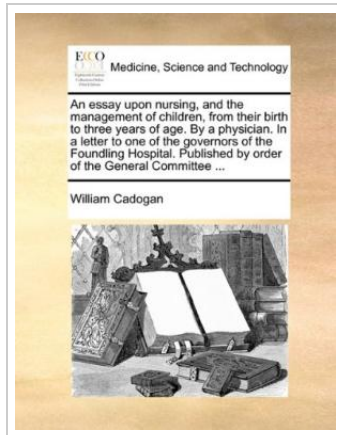 ECCO
Medicine, Science and Technology
An essay upon nursing, and the
management of children, from their birth
to three years of age. By a physician. In
a letter to one of the governors of the
Foundling Hospital. Published by order
of the General Committee ...
William Cadogan